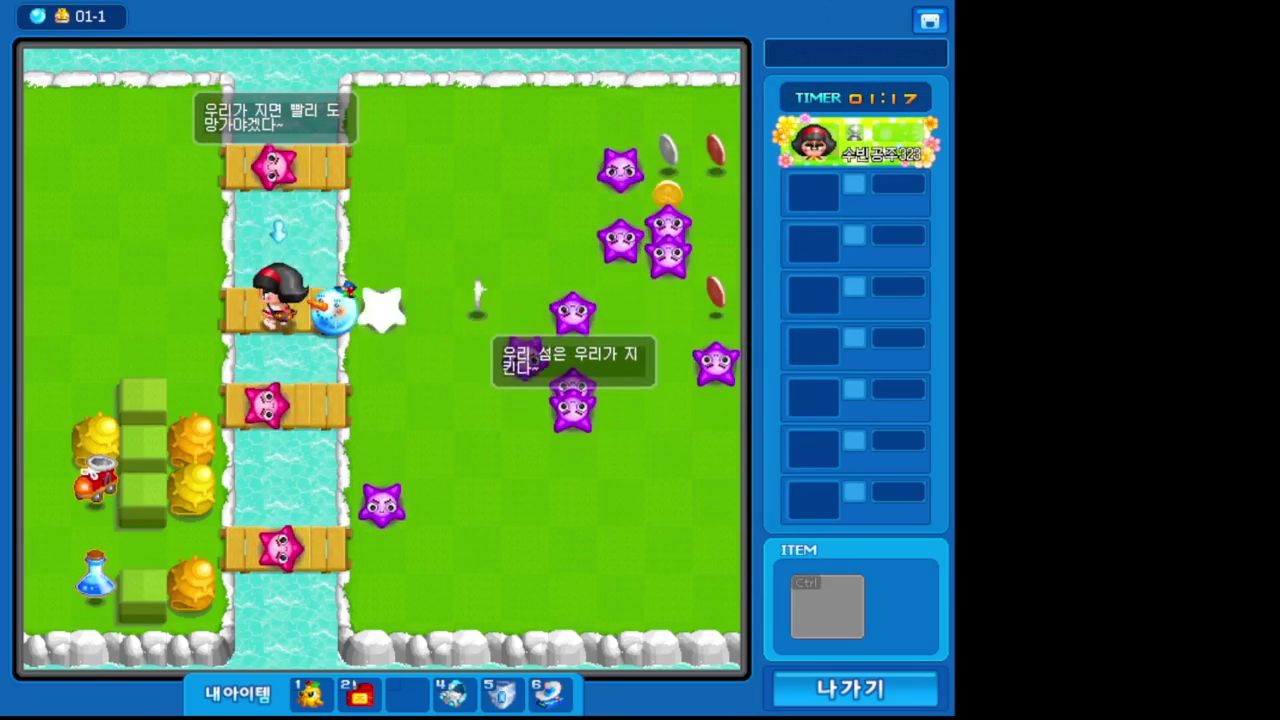 01-1
우리가 지면 빨리 도
망가야겠다~
TIMER 01:17
수빈공주323
우리 섬은 우리가 지
킨다~
ITEM
Ctrl
내아이템
1
2
4
5
6
나가기